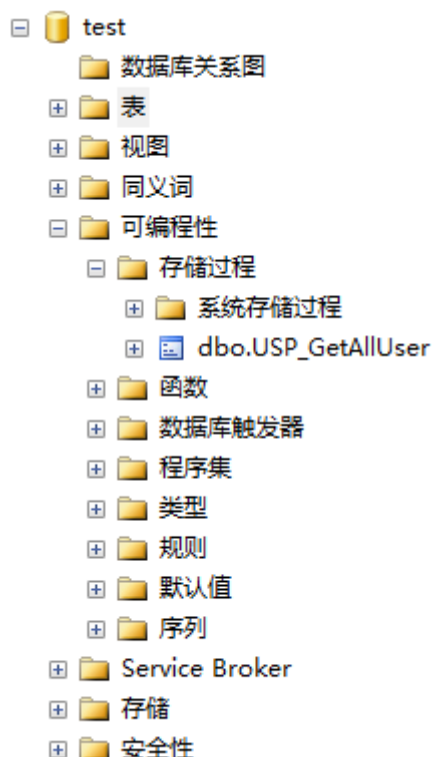 test
数据库关系图
表
视图
同义词
可编程性
存储过程
系统存储过程
dbo.USP_GetAllUser
函数
数据库触发器
程序集
类型
规则
默认值
序列
Service Broker
存储
安全性